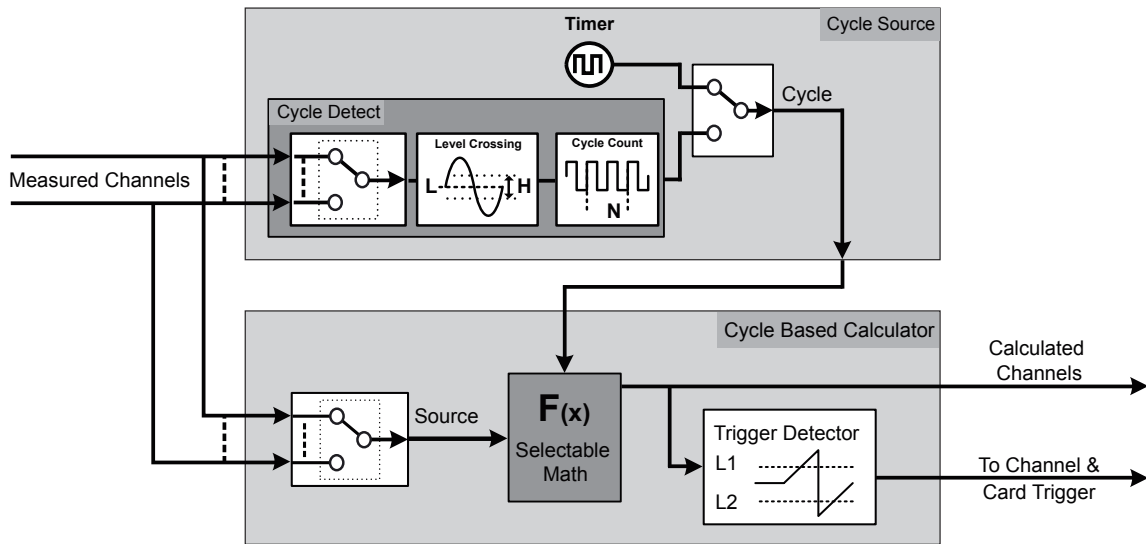 Timer
Cycle Source
Cycle
Cycle Detect
Level Crossing
L
H
Cycle Count
N
Measured Channels
Cycle Based Calculator
Calculated
Channels
Source
F(x)
Selectable
Math
Trigger Detector
L1
L2
To Channel &
Card Trigger